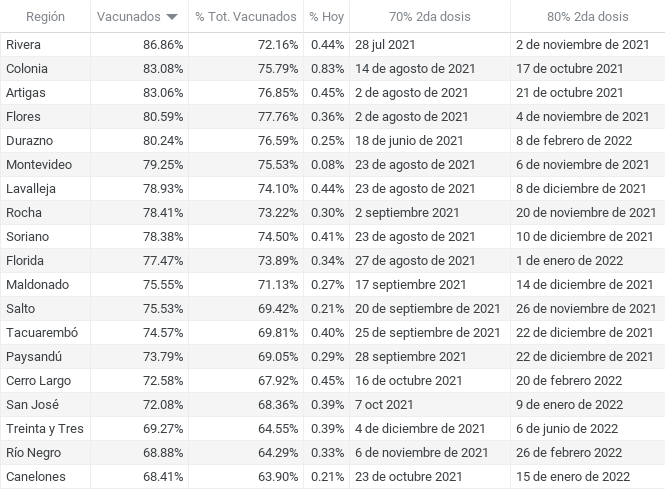 Región Vacunados % Tot. Vacunados % Hoy 70% 2da dosis 80% 2da dosis
Rivera 86.86% 72.16% 0.44% 28 jul 2021 2 de noviembre de 2021
Colonia 83.08% 75.79% 0.83% 14 de agosto de 2021 17 de octubre 2021
Artigas 83.06% 76.85% 0.45% 2 de agosto de 2021 21 de octubre 2021
Flores 80.59% 77.76% 0.36% 2 de agosto de 2021 4 de noviembre de 2021
Durazno 80.24% 76.59% 0.25% 18 de junio de 2021 8 de febrero de 2022
Montevideo 79.25% 75.53% 0.08% 23 de agosto de 2021 6 de noviembre de 2021
Lavalleja 78.93% 74.10% 0.44% 23 de agosto de 2021 8 de diciembre de 2021
Rocha 78.41% 73.22% 0.30% 2 septiembre 2021 20 de noviembre de 2021
Soriano 78.38% 74.50% 0.41% 23 de agosto de 2021 10 de diciembre de 2021
Florida 77.47% 73.89% 0.34% 27 de agosto de 2021 1 de enero de 2022
Maldonado 75.55% 71.13% 0.27% 17 septiembre 2021 14 de diciembre de 2021
Salto 75.53% 69.42% 0.21% 20 de septiembre de 2021 26 de noviembre de 2021
Tacuarembó 74.57% 69.81% 0.40% 25 de septiembre de 2021 22 de diciembre de 2021
Paysandú 73.79% 69.05% 0.29% 28 septiembre 2021 22 de diciembre de 2021
Cerro Largo 72.58% 67.92% 0.45% 16 de octubre 2021 20 de febrero 2022
San José 72.08% 68.36% 0.39% 7 oct 2021 9 de enero de 2022
Treinta y Tres 69.27% 64.55% 0.39% 4 de diciembre de 2021 6 de junio de 2022
Río Negro 68.88% 64.29% 0.33% 6 de noviembre de 2021 26 de febrero 2022
Canelones 68.41% 63.90% 0.21% 23 de octubre 2021 15 de enero de 2022